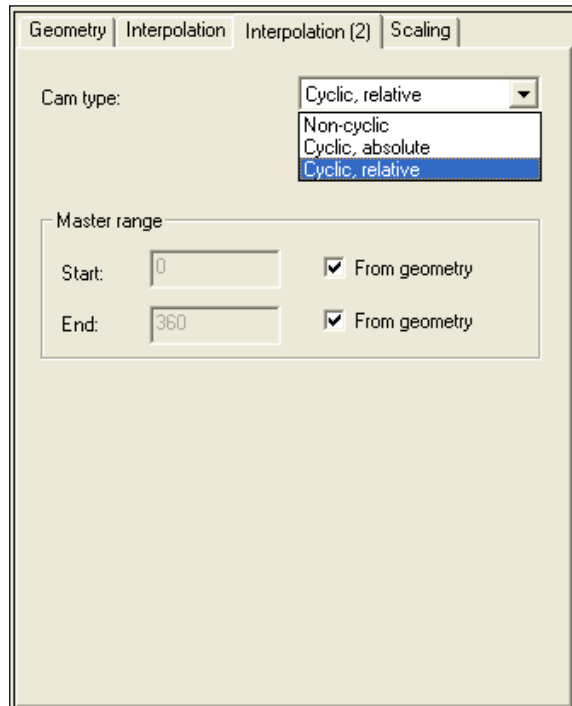 Geometry Interpolation Interpolation (2) Scaling
Cam type: Cyclic, relative
Non-cyclic
Cyclic, absolute
Cyclic, relative
Master range
Start: 0 From geometry
End: 360 From geometry